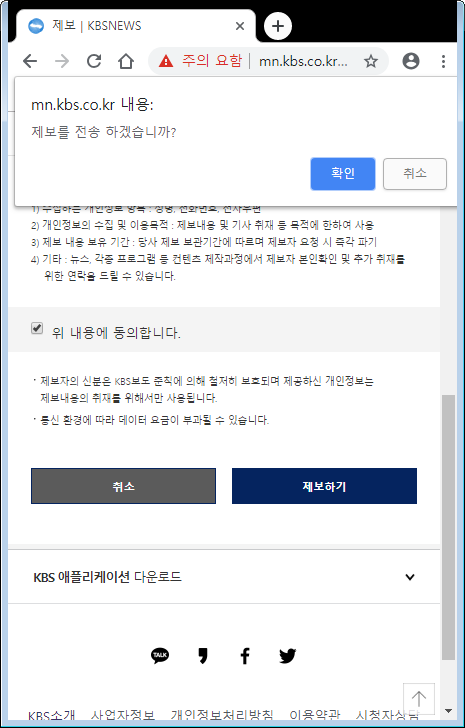 제보 | KBSNEWS
주의 요함 | mn.kbs.co.kr...
mn.kbs.co.kr 내용:
제보를 전송 하겠습니까?
확인 취소
1) 수집하는 개인정보 항목 : 성명, 전화번호, 전자우편
2) 개인정보의 수집 및 이용목적 : 제보내용 및 기사 취재 등 목적에 한하여 사용
3) 제보 내용 보유 기간 : 당사 제보 보관기간에 따르며 제보자 요청 시 즉각 파기
4) 기타 : 뉴스, 각종 프로그램 등 컨텐츠 제작과정에서 제보자 본인확인 및 추가 취재를
위한 연락을 드릴 수 있습니다.
위 내용에 동의합니다.
· 제보자의 신분은 KBS보도 준칙에 의해 철저히 보호되며 제공하신 개인정보는
제보내용의 취재를 위해서만 사용됩니다.
· 통신 환경에 따라 데이터 요금이 부과될 수 있습니다.
취소 제보하기
KBS 애플리케이션 다운로드
TALK
KBS소개 사업자정보 개인정보처리방침 이용약관 시청자상담